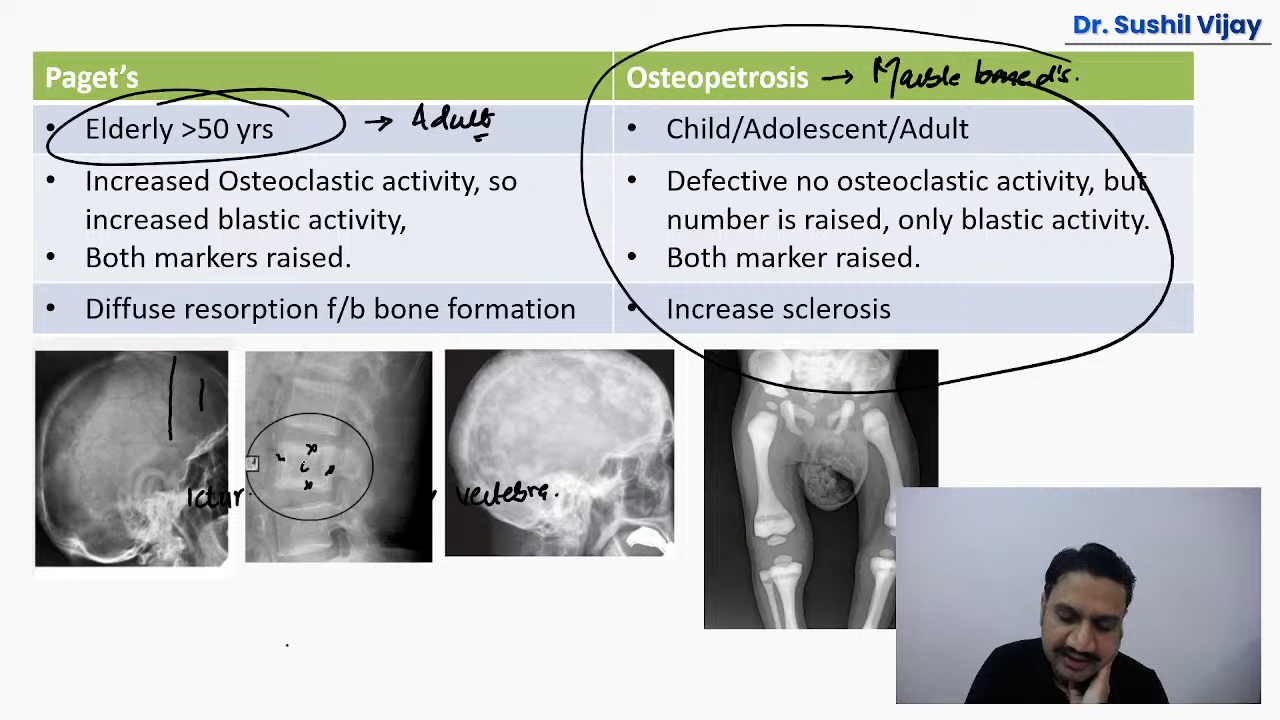 Dr. Sushil Vijay
Paget's
Osteopetrosis → Marble bone d's.
• Elderly >50 yrs → Adult
• Child/Adolescent/Adult
• Increased Osteoclastic activity, so
increased blastic activity,
• Both markers raised.
• Defective no osteoclastic activity, but
number is raised, only blastic activity.
• Both marker raised.
• Diffuse resorption f/b bone formation
• Increase sclerosis
vertebra.